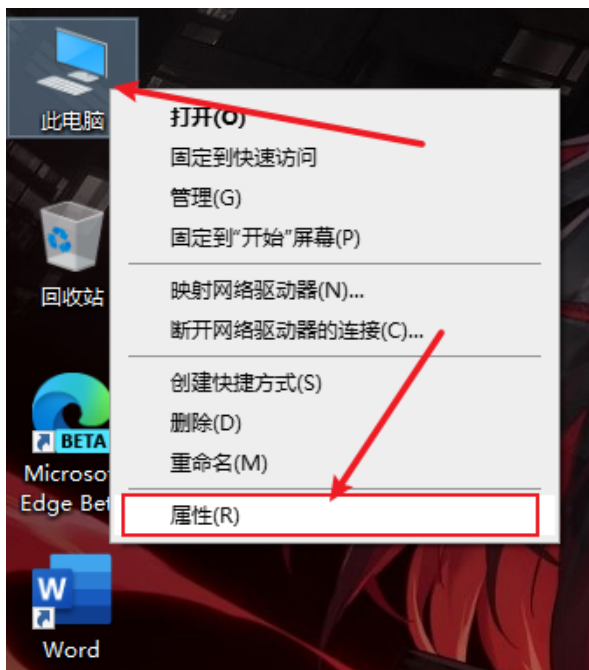 此电脑
打开(O)
固定到快速访问
管理(G)
固定到“开始”屏幕(P)
回收站
映射网络驱动器(N)...
断开网络驱动器的连接(C)...
创建快捷方式(S)
删除(D)
重命名(M)
属性(R)
BETA
Microso
Edge Bet
W
Word